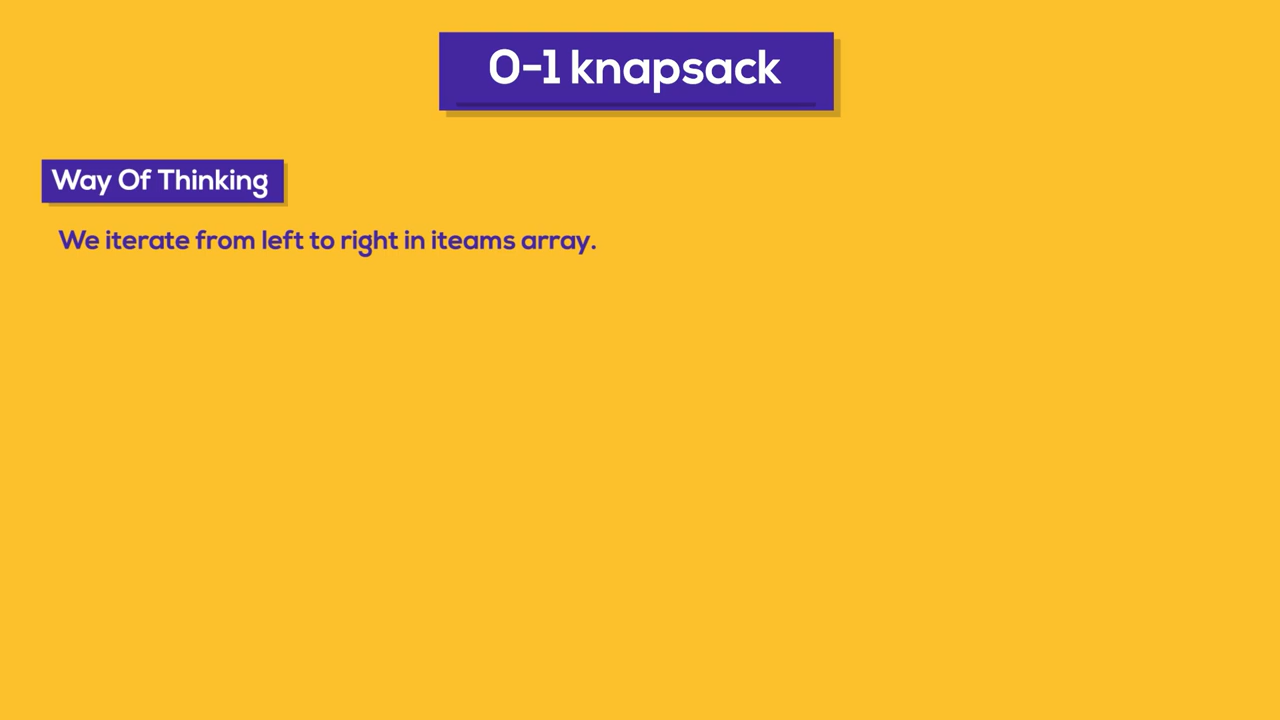 0-1 knapsack
Way Of Thinking
We iterate from left to right in iteams array.